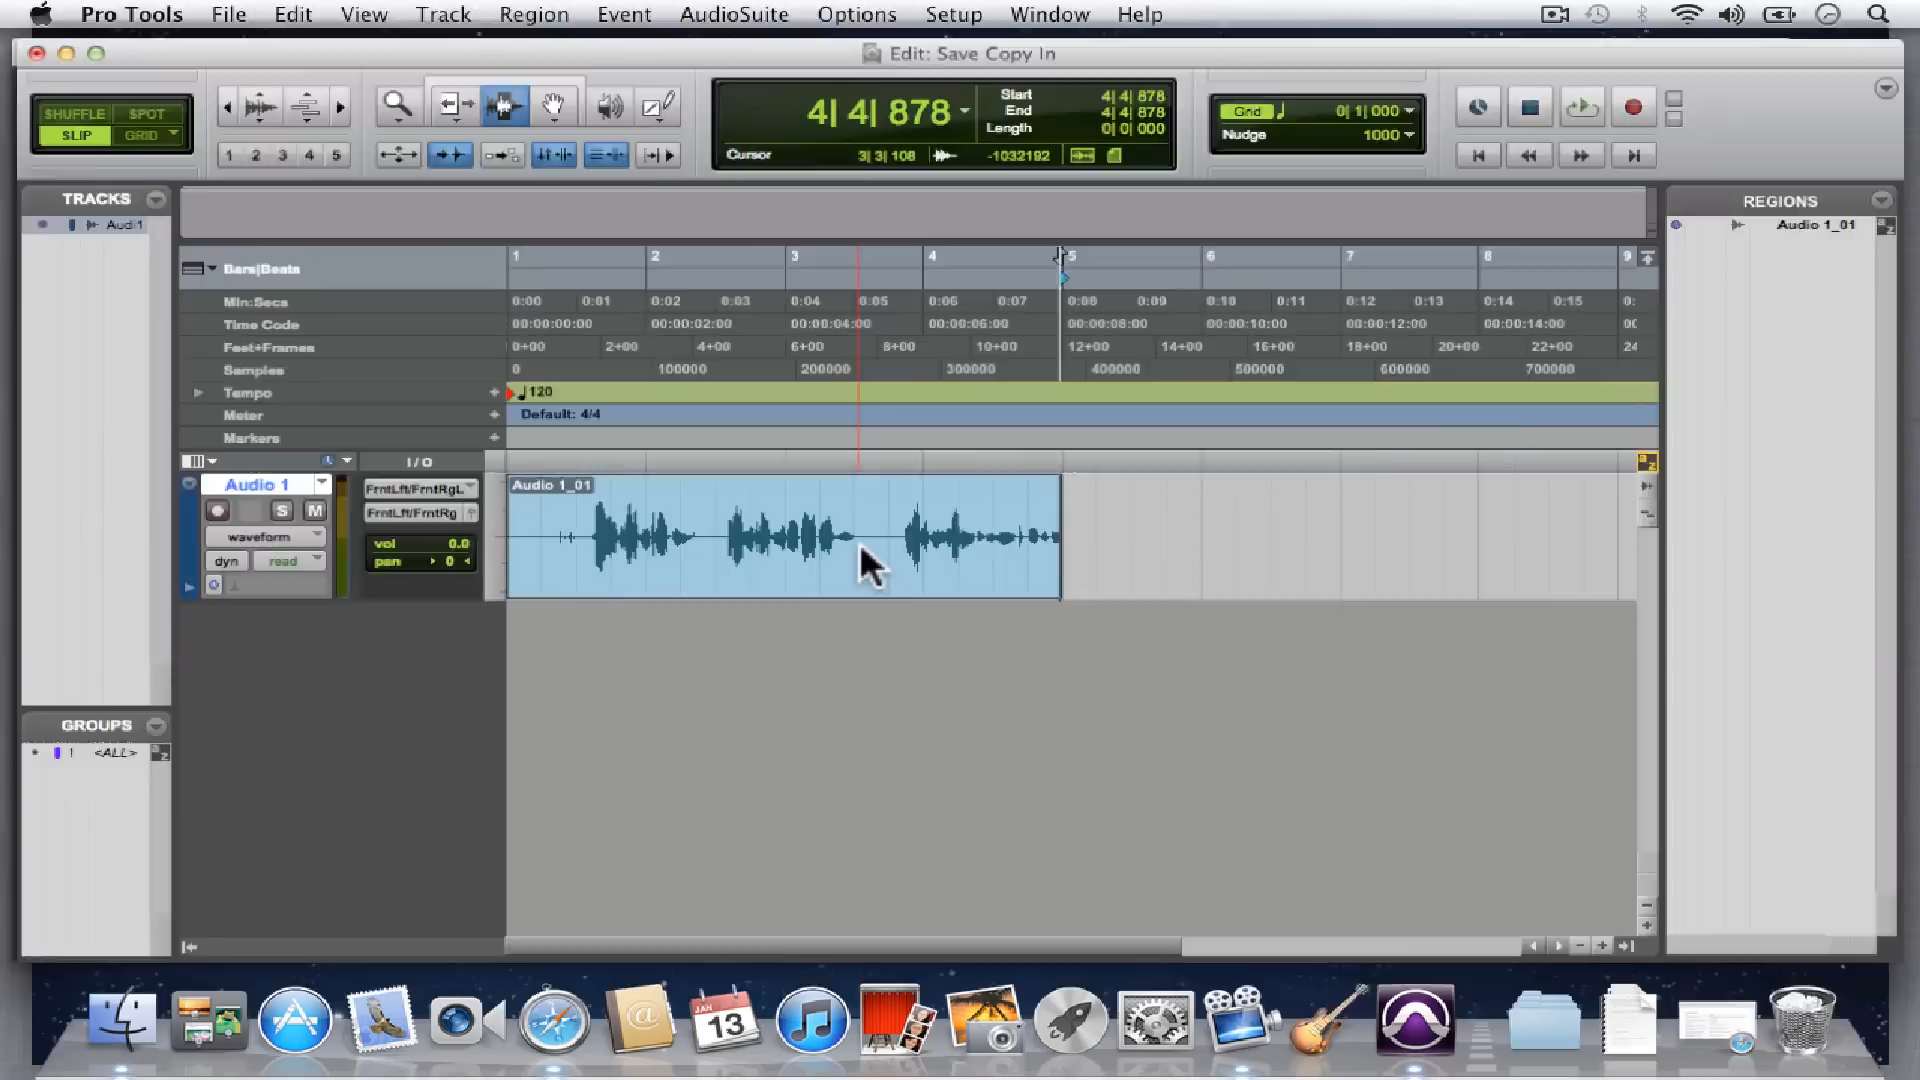 Pro Tools File Edit View Track Region Event AudioSuite Options Setup Window Help
Edit: Save Copy In
SHUFFLE SPOT
SLIP GRID
1 2 3 4 5
4| 4| 878
Start 4| 4| 878
End 4| 4| 878
Length 0| 0| 000
Cursor 3| 3| 108 -1032192
Grid 0| 1| 000
Nudge 1000
TRACKS
Audi1
REGIONS
Audio 1_01
Bars|Beats 1 2 3 4 5 6 7 8 9
Min:Secs 0:00 0:01 0:02 0:03 0:04 0:05 0:06 0:07 0:08 0:09 0:10 0:11 0:12 0:13 0:14 0:15 0:
Time Code 00:00:00:00 00:00:02:00 00:00:04:00 00:00:06:00 00:00:08:00 00:00:10:00 00:00:12:00 00:00:14:00 00
Feet+Frames 0+00 2+00 4+00 6+00 8+00 10+00 12+00 14+00 16+00 18+00 20+00 22+00 24
Samples 0 100000 200000 300000 400000 500000 600000 700000
Tempo 120
Meter Default: 4/4
Markers
I/O
Audio 1
FrntLft/FrntRgL
S M
FrntLft/FrntRg
waveform
vol 0.0
dyn read
pan 0
Audio 1_01
GROUPS
! <ALL>
a z
JAN
13